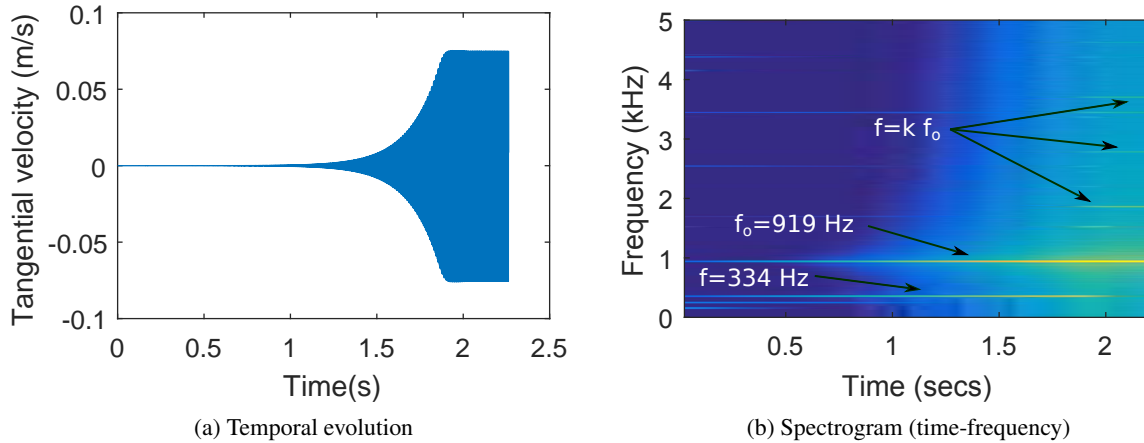 0.1
0.05
0
-0.05
-0.1
Tangential velocity (m/s)
0 0.5 1 1.5 2 2.5
Time(s)
(a) Temporal evolution
5
4
3
2
1
0
Frequency (kHz)
f=k fo
fo=919 Hz
f=334 Hz
0.5 1 1.5 2
Time (secs)
(b) Spectrogram (time-frequency)